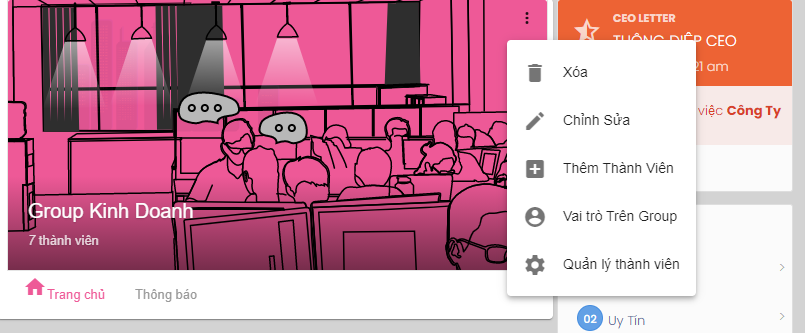 CEO LETTER
THÔNG ĐIỆP CEO
21 am
Xóa
Chỉnh Sửa
việc Công Ty
Thêm Thành Viên
Group Kinh Doanh
Vai trò Trên Group
7 thành viên
Quản lý thành viên
Trang chủ
Thông báo
02
Uy Tín